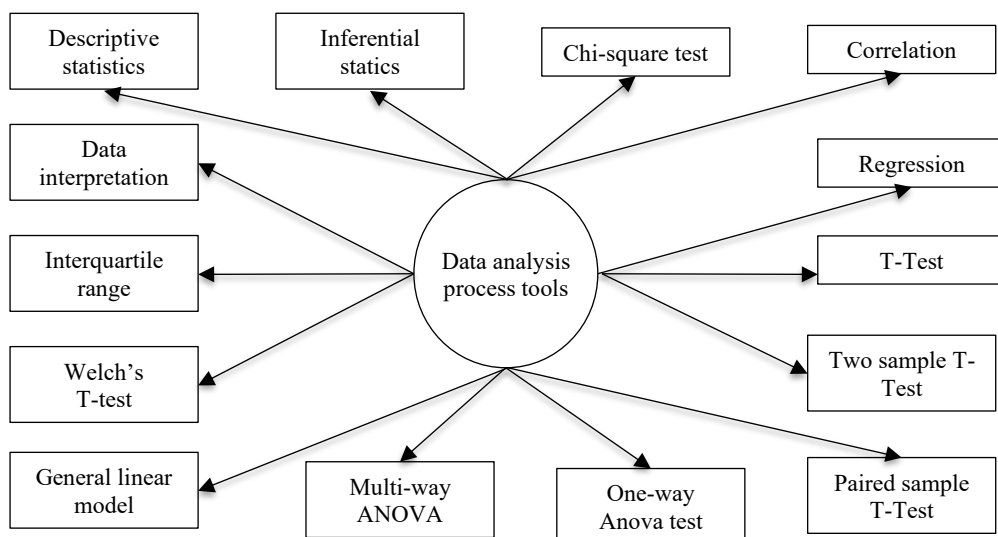 Descriptive
statistics
Inferential
statics
Chi-square test
Correlation
Data
interpretation
Regression
Interquartile
range
Data analysis
process tools
T-Test
Welch’s
T-test
Two sample T-
Test
General linear
model
Multi-way
ANOVA
One-way
Anova test
Paired sample
T-Test